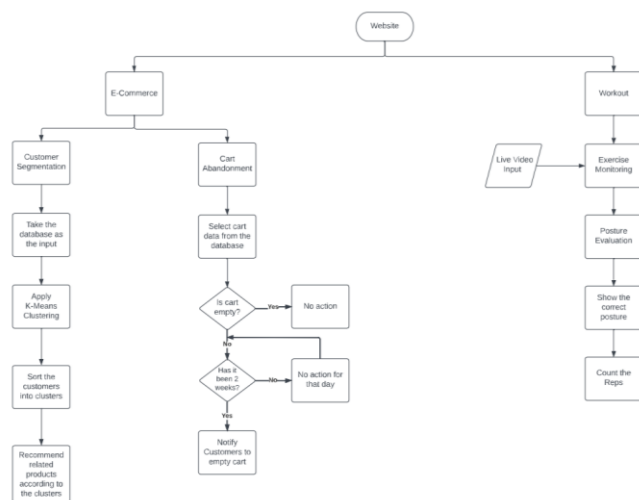 Website
E-Commerce
Workout
Customer
Segmentation
Cart
Abandonment
Live Video
Input
Exercise
Monitoring
Take the
database as
the input
Select cart
data from the
database
Posture
Evaluation
Apply
K-Means
Clustering
Is cart
empty?
Yes
No action
Show the
correct
posture
No
Sort the
customers
into clusters
Has it
been 2
weeks?
No
No action for
that day
Count the
Reps
Yes
Recommend
related
products
according to
the clusters
Notify
Customers to
empty cart